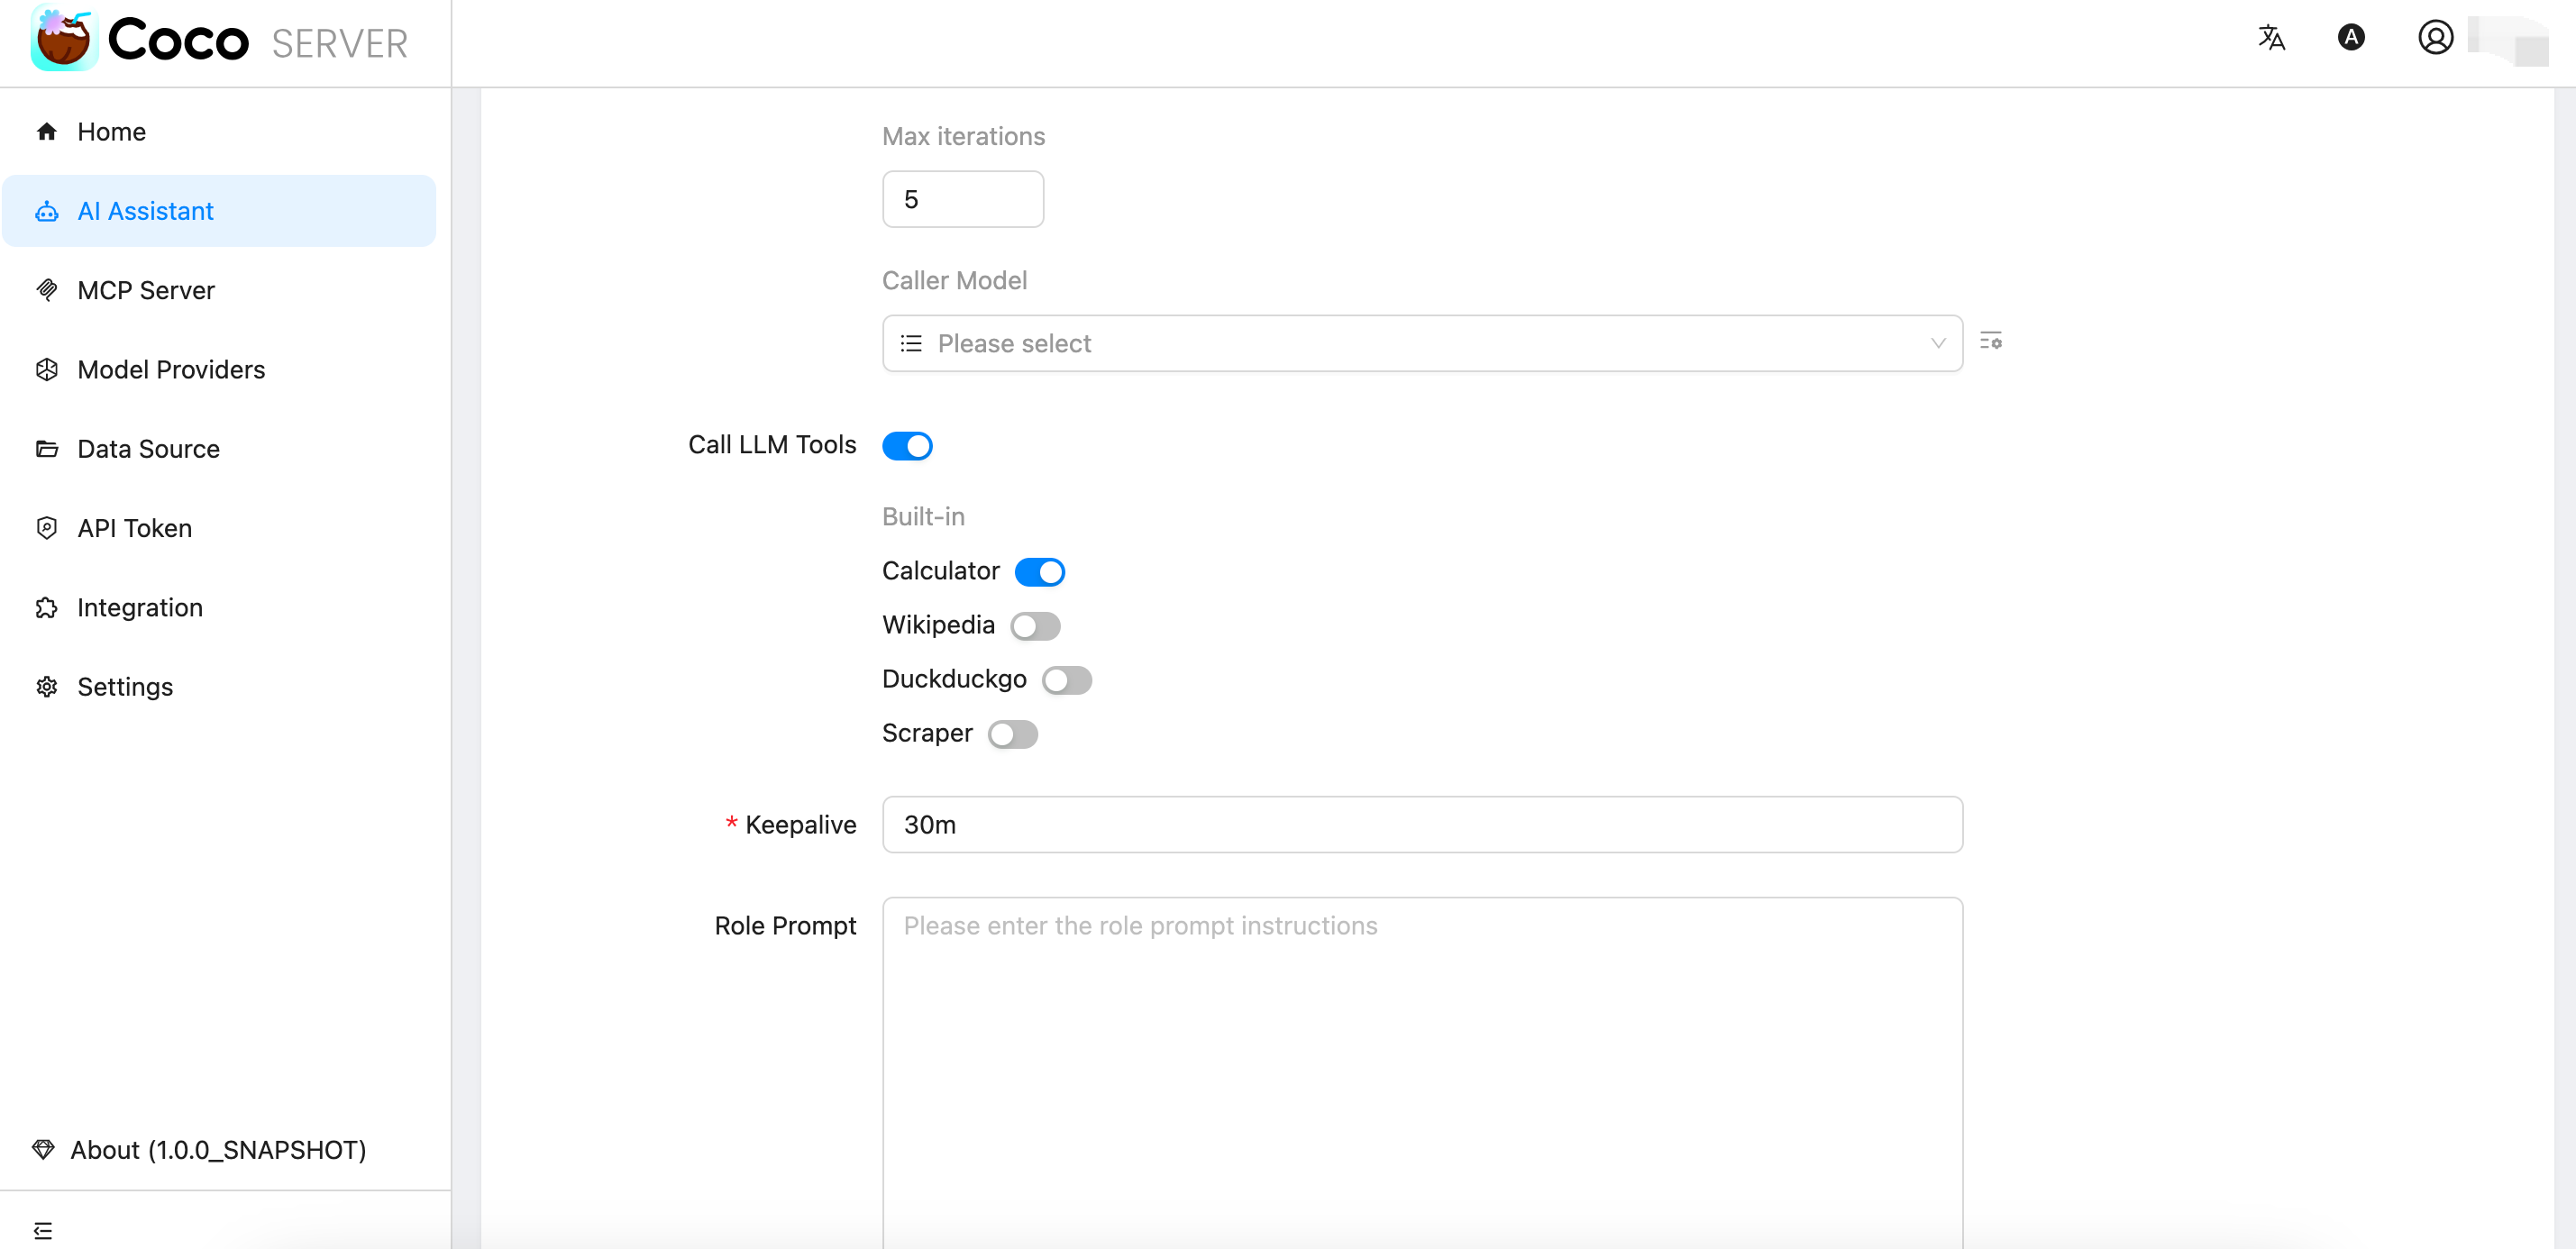 Coco SERVER
A
Home
AI Assistant
MCP Server
Model Providers
Data Source
API Token
Integration
Settings
About (1.0.0_SNAPSHOT)
Max iterations
5
Caller Model
Please select
Call LLM Tools
Built-in
Calculator
Wikipedia
Duckduckgo
Scraper
* Keepalive 30m
Role Prompt Please enter the role prompt instructions